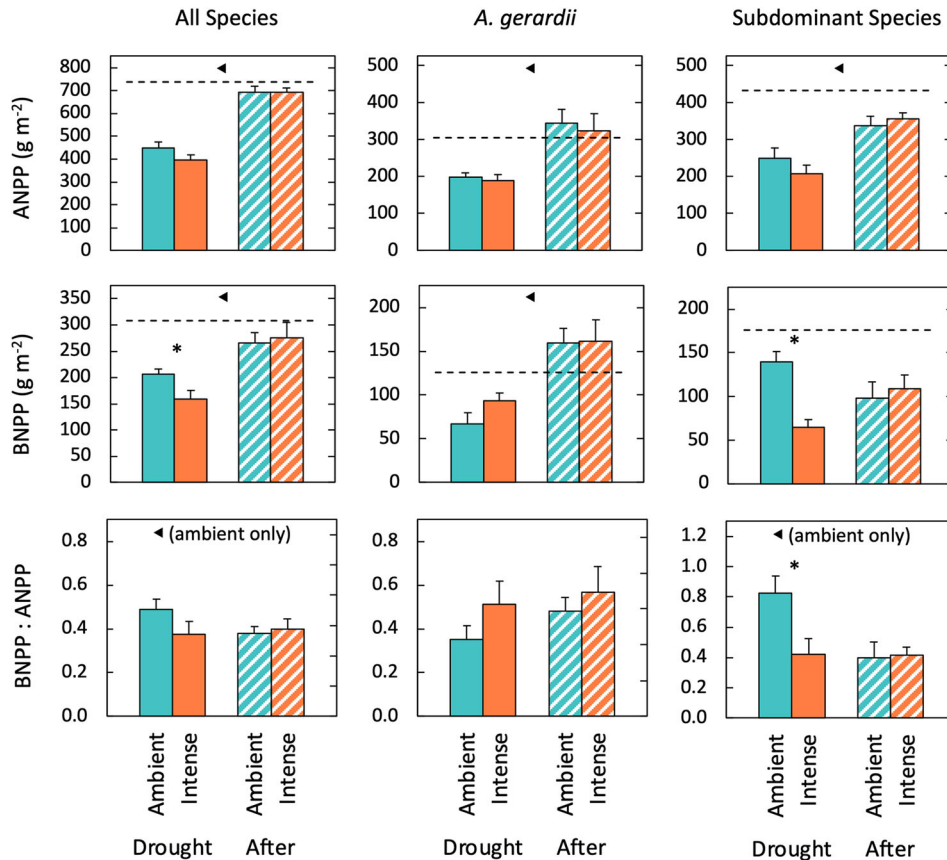 All Species
A. gerardii
Subdominant Species
ANPP (g m⁻²)
800
700
600
500
400
300
200
100
0
500
400
300
200
100
0
500
400
300
200
100
0
BNPP (g m⁻²)
350
300
250
200
150
100
50
0
*
200
150
100
50
0
200
150
100
50
0
*
BNPP : ANPP
0.8
0.6
0.4
0.2
0.0
◄ (ambient only)
0.8
0.6
0.4
0.2
0.0
1.2
1.0
0.8
0.6
0.4
0.2
0.0
◄ (ambient only)
*
Ambient
Intense
Ambient
Intense
Ambient
Intense
Ambient
Intense
Ambient
Intense
Ambient
Intense
Drought
After
Drought
After
Drought
After